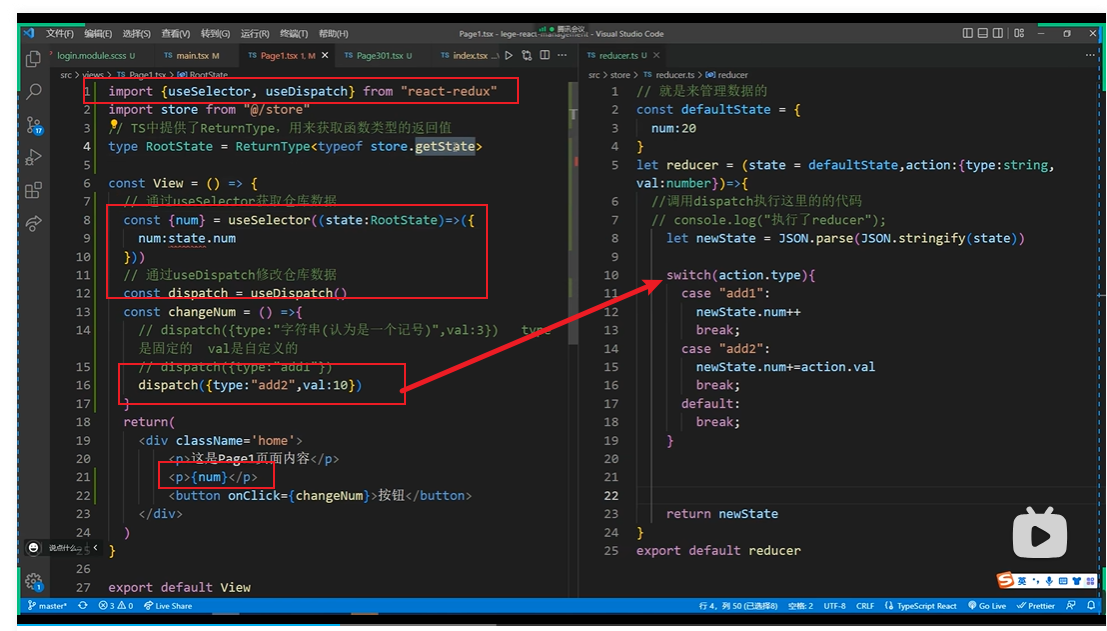 文件(F) 编辑(E) 选择(S) 查看(V) 转到(G) 运行(R) 终端(T) 帮助(H) Page1.tsx - lege-react-management - Visual Studio Code
腾讯会议
login.module.scss U TS main.tsx M TS Page1.tsx 1, M TS Page301.tsx U TS index.tsx ...\
src > views > TS Page1.tsx > RootState
1 import {useSelector, useDispatch} from "react-redux"
2 import store from "@/store"
3 // TS中提供了ReturnType，用来获取函数类型的返回值
4 type RootState = ReturnType<typeof store.getState>
5
6 const View = () => {
7 // 通过useSelector获取仓库数据
8 const {num} = useSelector((state:RootState)=>({
9 num:state.num
10 }))
11 // 通过useDispatch修改仓库数据
12 const dispatch = useDispatch()
13 const changeNum = () =>{
14 // dispatch({type:"字符串(认为是一个记号)",val:3}) type
是固定的 val是自定义的
15 // dispatch({type:"add1"})
16 dispatch({type:"add2",val:10})
17 }
18 return(
19 <div className='home'>
20 <p>这是Page1页面内容</p>
21 <p>{num}</p>
22 <button onClick={changeNum}>按钮</button>
23 </div>
24 )
25 }
26
27 export default View
TS reducer.ts U
src > store > TS reducer.ts > reducer
1 // 就是来管理数据的
2 const defaultState = {
3 num:20
4 }
5 let reducer = (state = defaultState,action:{type:string,
val:number})=>{
6 //调用dispatch执行这里的的代码
7 // console.log("执行了reducer");
8 let newState = JSON.parse(JSON.stringify(state))
9
10 switch(action.type){
11 case "add1":
12 newState.num++
13 break;
14 case "add2":
15 newState.num+=action.val
16 break;
17 default:
18 break;
19 }
20
21
22
23 return newState
24 }
25 export default reducer
17
说点什么...
1
S 英
master* 3 0 Live Share 行 4，列 50 (已选择8) 空格: 2 UTF-8 CRLF TypeScript React Go Live Prettier